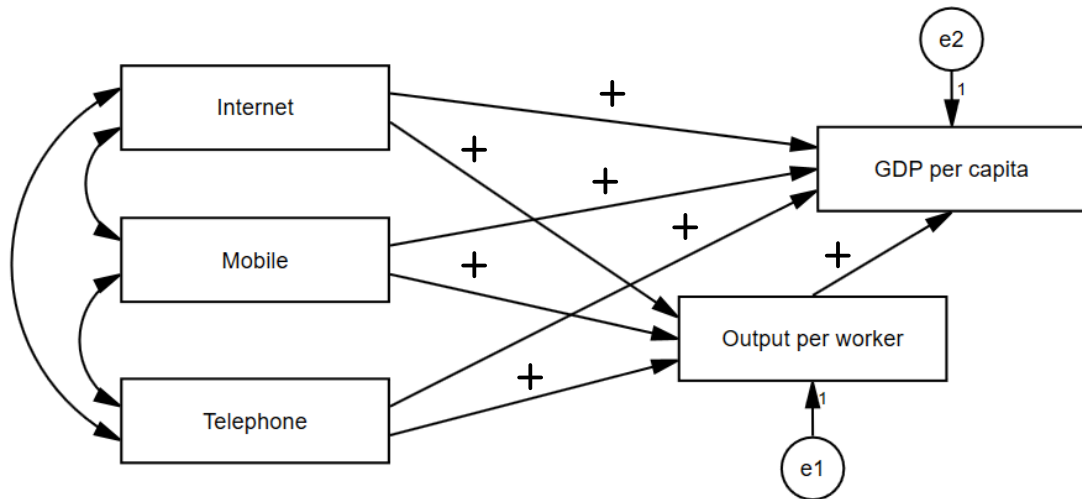 e2
1
Internet
+
GDP per capita
+
+
+
Mobile
+
+
Output per worker
+
Telephone
1
e1